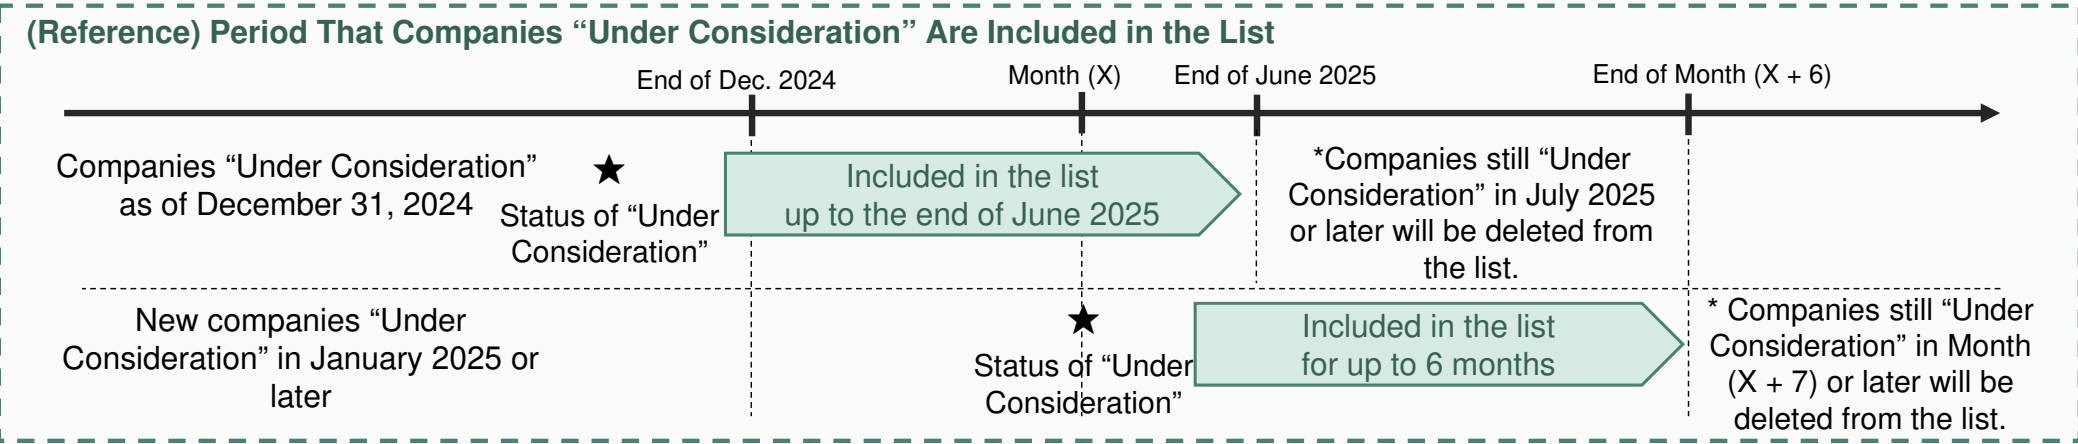 (Reference) Period That Companies “Under Consideration” Are Included in the List
End of Dec. 2024
Month (X)
End of June 2025
End of Month (X + 6)
Companies “Under Consideration”
as of December 31, 2024
Status of “Under
Consideration”
Included in the list
up to the end of June 2025
*Companies still “Under
Consideration” in July 2025
or later will be deleted from
the list.
New companies “Under
Consideration” in January 2025 or
later
Status of “Under
Consideration”
Included in the list
for up to 6 months
* Companies still “Under
Consideration” in Month
(X + 7) or later will be
deleted from the list.